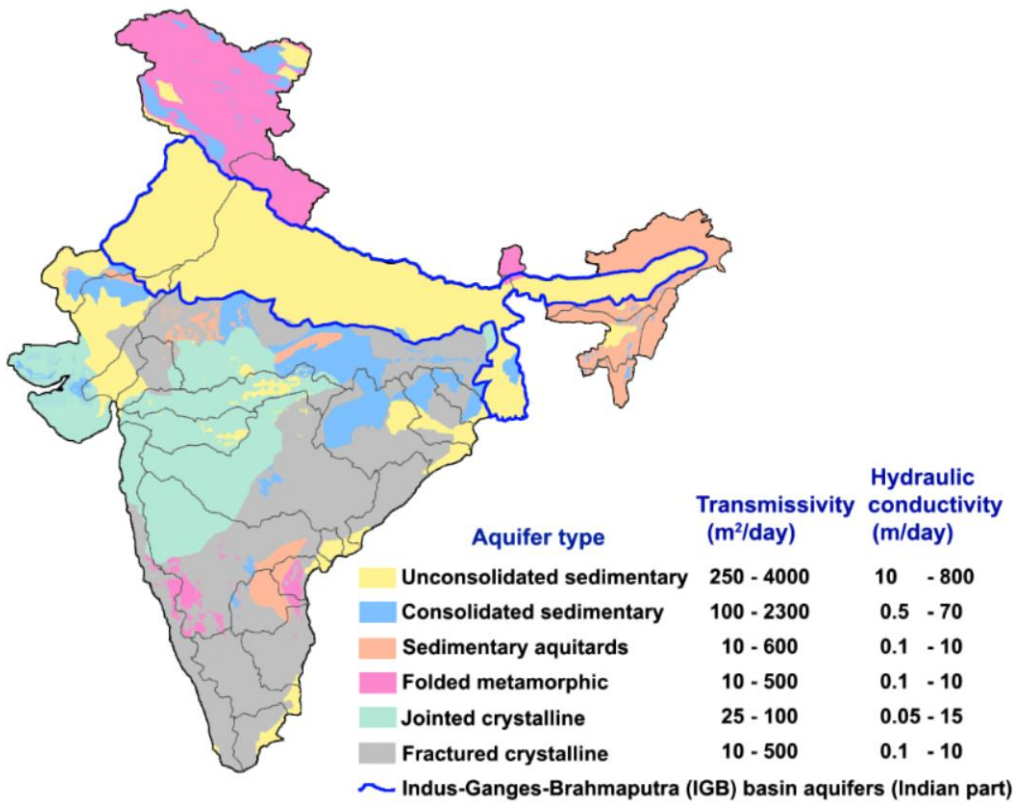 Aquifer type Transmissivity (m²/day) Hydraulic conductivity (m/day)
Unconsolidated sedimentary 250 - 4000 10 - 800
Consolidated sedimentary 100 - 2300 0.5 - 70
Sedimentary aquitards 10 - 600 0.1 - 10
Folded metamorphic 10 - 500 0.1 - 10
Jointed crystalline 25 - 100 0.05 - 15
Fractured crystalline 10 - 500 0.1 - 10
Indus-Ganges-Brahmaputra (IGB) basin aquifers (Indian part)